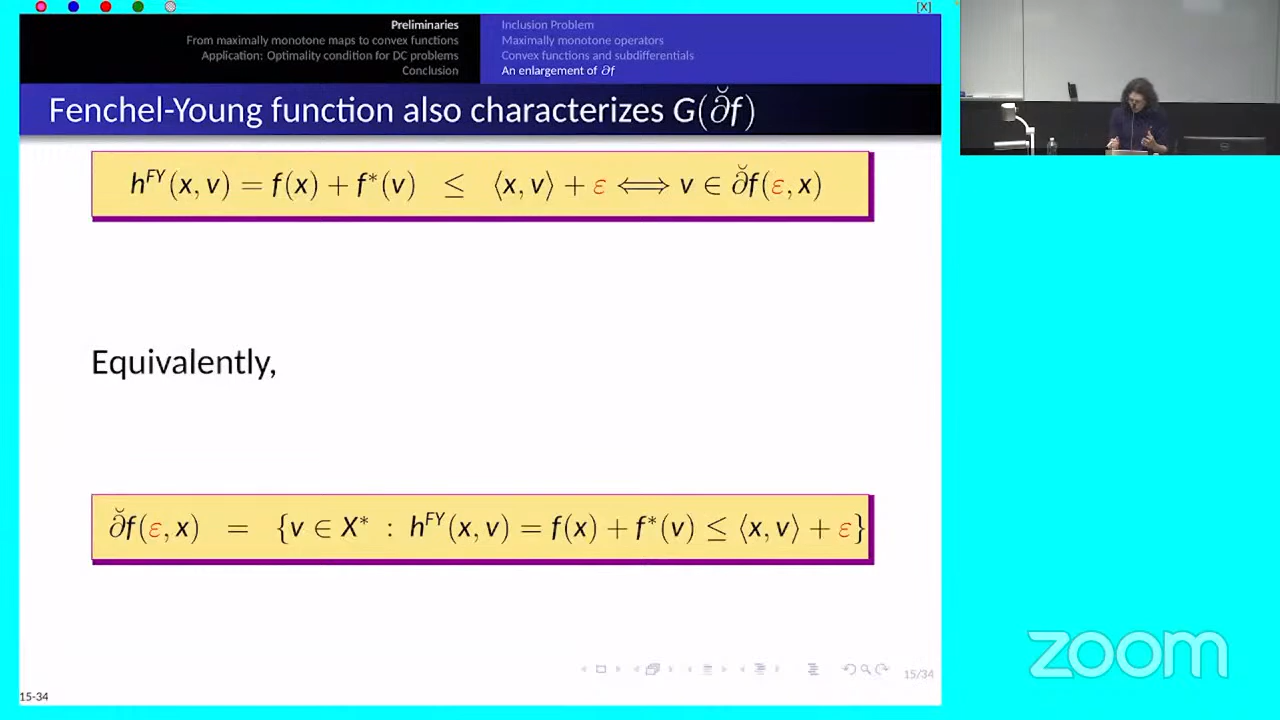 [X]
Preliminaries
From maximally monotone maps to convex functions
Application: Optimality condition for DC problems
Conclusion
Inclusion Problem
Maximally monotone operators
Convex functions and subdifferentials
An enlargement of ∂f
Fenchel-Young function also characterizes G(∂̆f)
h^{FY}(x, v) = f(x) + f*(v) ≤ ⟨x, v⟩ + ε ⟺ v ∈ ∂̆f(ε, x)
Equivalently,
∂̆f(ε, x) = {v ∈ X* : h^{FY}(x, v) = f(x) + f*(v) ≤ ⟨x, v⟩ + ε}
15/34
15-34
zoom